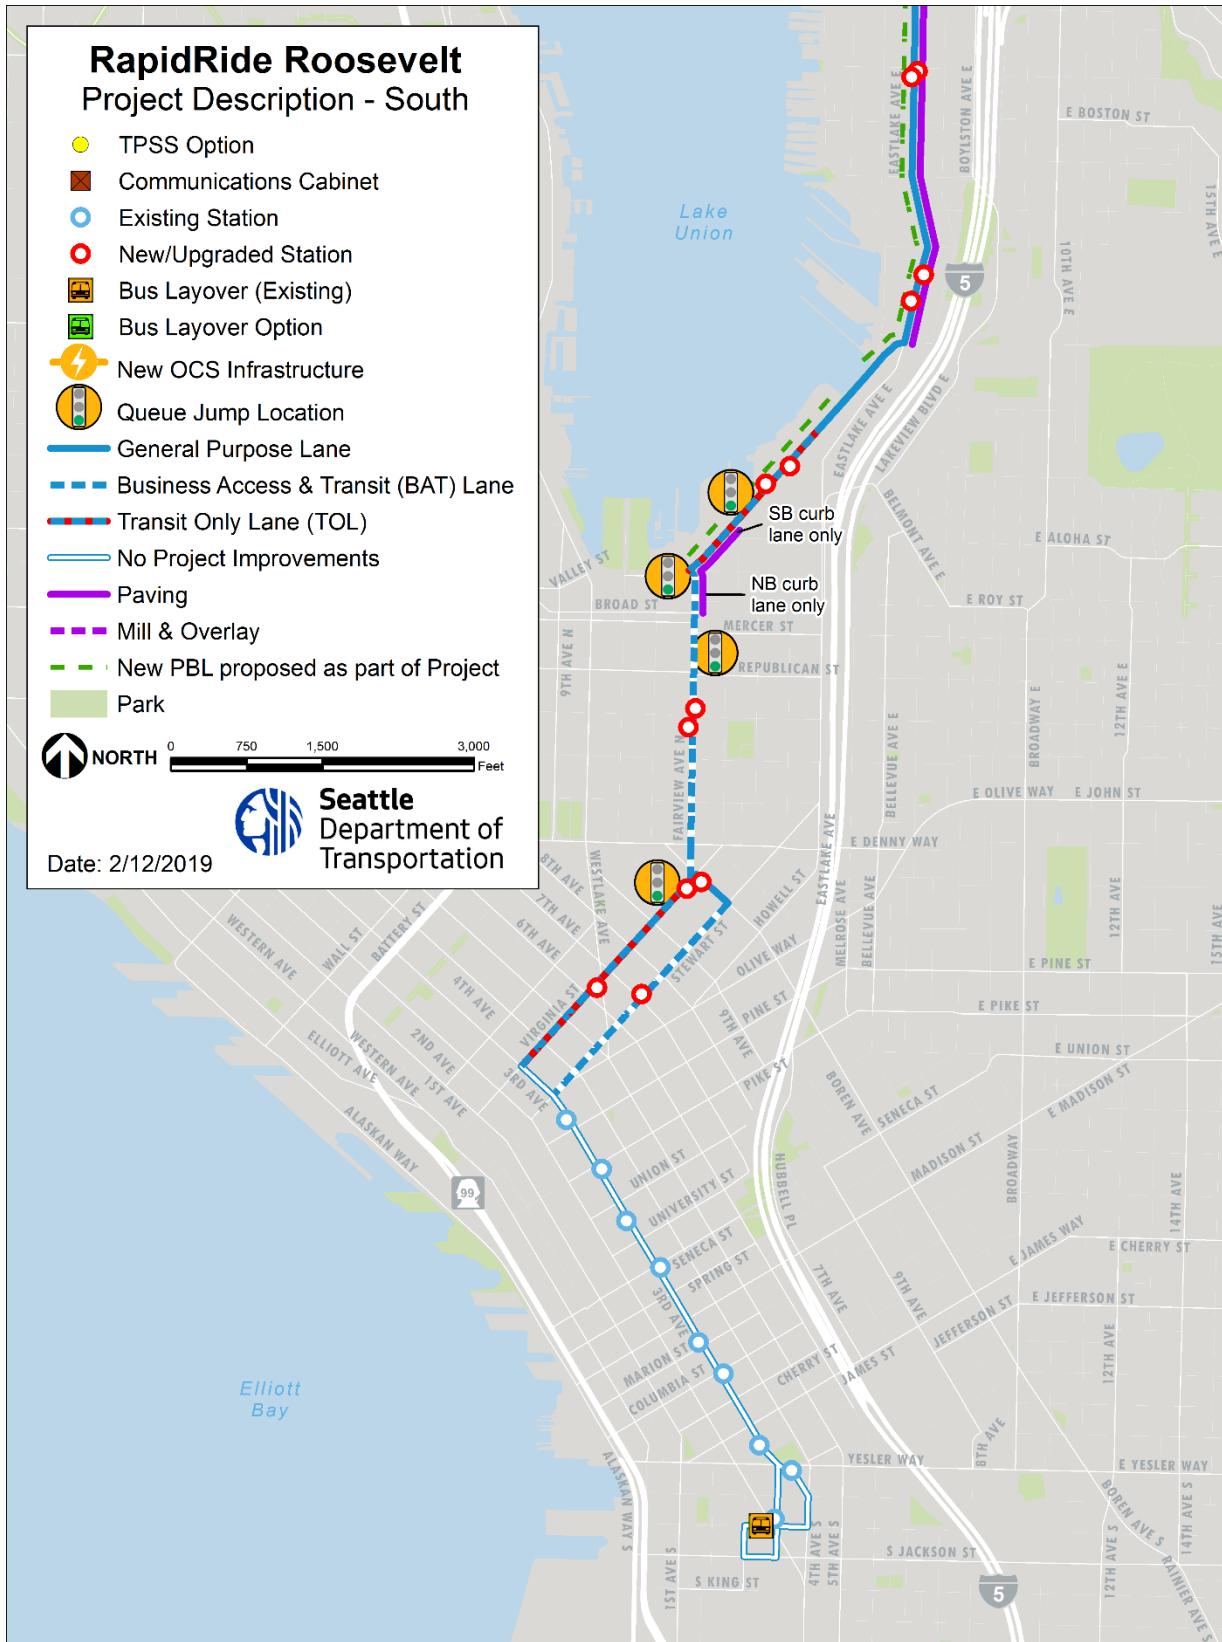 RapidRide Roosevelt
Project Description - South
TPSS Option
Communications Cabinet
Existing Station
New/Upgraded Station
Bus Layover (Existing)
Bus Layover Option
New OCS Infrastructure
Queue Jump Location
General Purpose Lane
Business Access & Transit (BAT) Lane
Transit Only Lane (TOL)
No Project Improvements
Paving
Mill & Overlay
New PBL proposed as part of Project
Park
NORTH
0 750 1,500 3,000
Feet
Seattle
Department of
Transportation
Date: 2/12/2019
EASTLAKE AVE E
BOYLSTON AVE E
E BOSTON ST
15TH AVE E
10TH AVE E
Lake
Union
5
EASTLAKE AVE E
LAKEVIEW BLVD E
BELMONT AVE E
SB curb
lane only
E ALOHA ST
VALLEY ST
NB curb
lane only
BROAD ST
E ROY ST
MERCER ST
9TH AVE N
REPUBLICAN ST
BELLEVUE AVE E
BROADWAY E
12TH AVE E
FAIRVIEW AVE N
E OLIVE WAY
E JOHN ST
E DENNY WAY
WESTLAKE AVE
8TH AVE
7TH AVE
6TH AVE
EASTLAKE AVE
HOWELL ST
STEWART ST
OLIVE WAY
MELROSE AVE
BELLEVUE AVE
12TH AVE
15TH AVE
WESTERN AVE
WALL ST
BATTERY ST
E PINE ST
4TH AVE
VIRGINIA ST
9TH AVE
PINE ST
E PIKE ST
2ND AVE
ELLIOTT AVE
WESTERN AVE
1ST AVE
3RD AVE
PIKE ST
BOREN AVE
SENECA ST
E UNION ST
E MADISON ST
ALASKAN WAY
MADISON ST
UNION ST
UNIVERSITY ST
HUBBELL PL
BROADWAY
14TH AVE
99
SENECA ST
SPRING ST
E JAMES WAY
E CHERRY ST
7TH AVE
9TH AVE
E JEFFERSON ST
3RD AVE
JEFFERSON ST
MARION ST
COLUMBIA ST
CHERRY ST
JAMES ST
12TH AVE
Elliott
Bay
8TH AVE
YESLER WAY
E YESLER WAY
ALASKAN WAY S
BOREN AVE S
14TH AVE S
1ST AVE S
4TH AVE S
5TH AVE S
S JACKSON ST
12TH AVE S
RAINIER AVE S
S KING ST
5